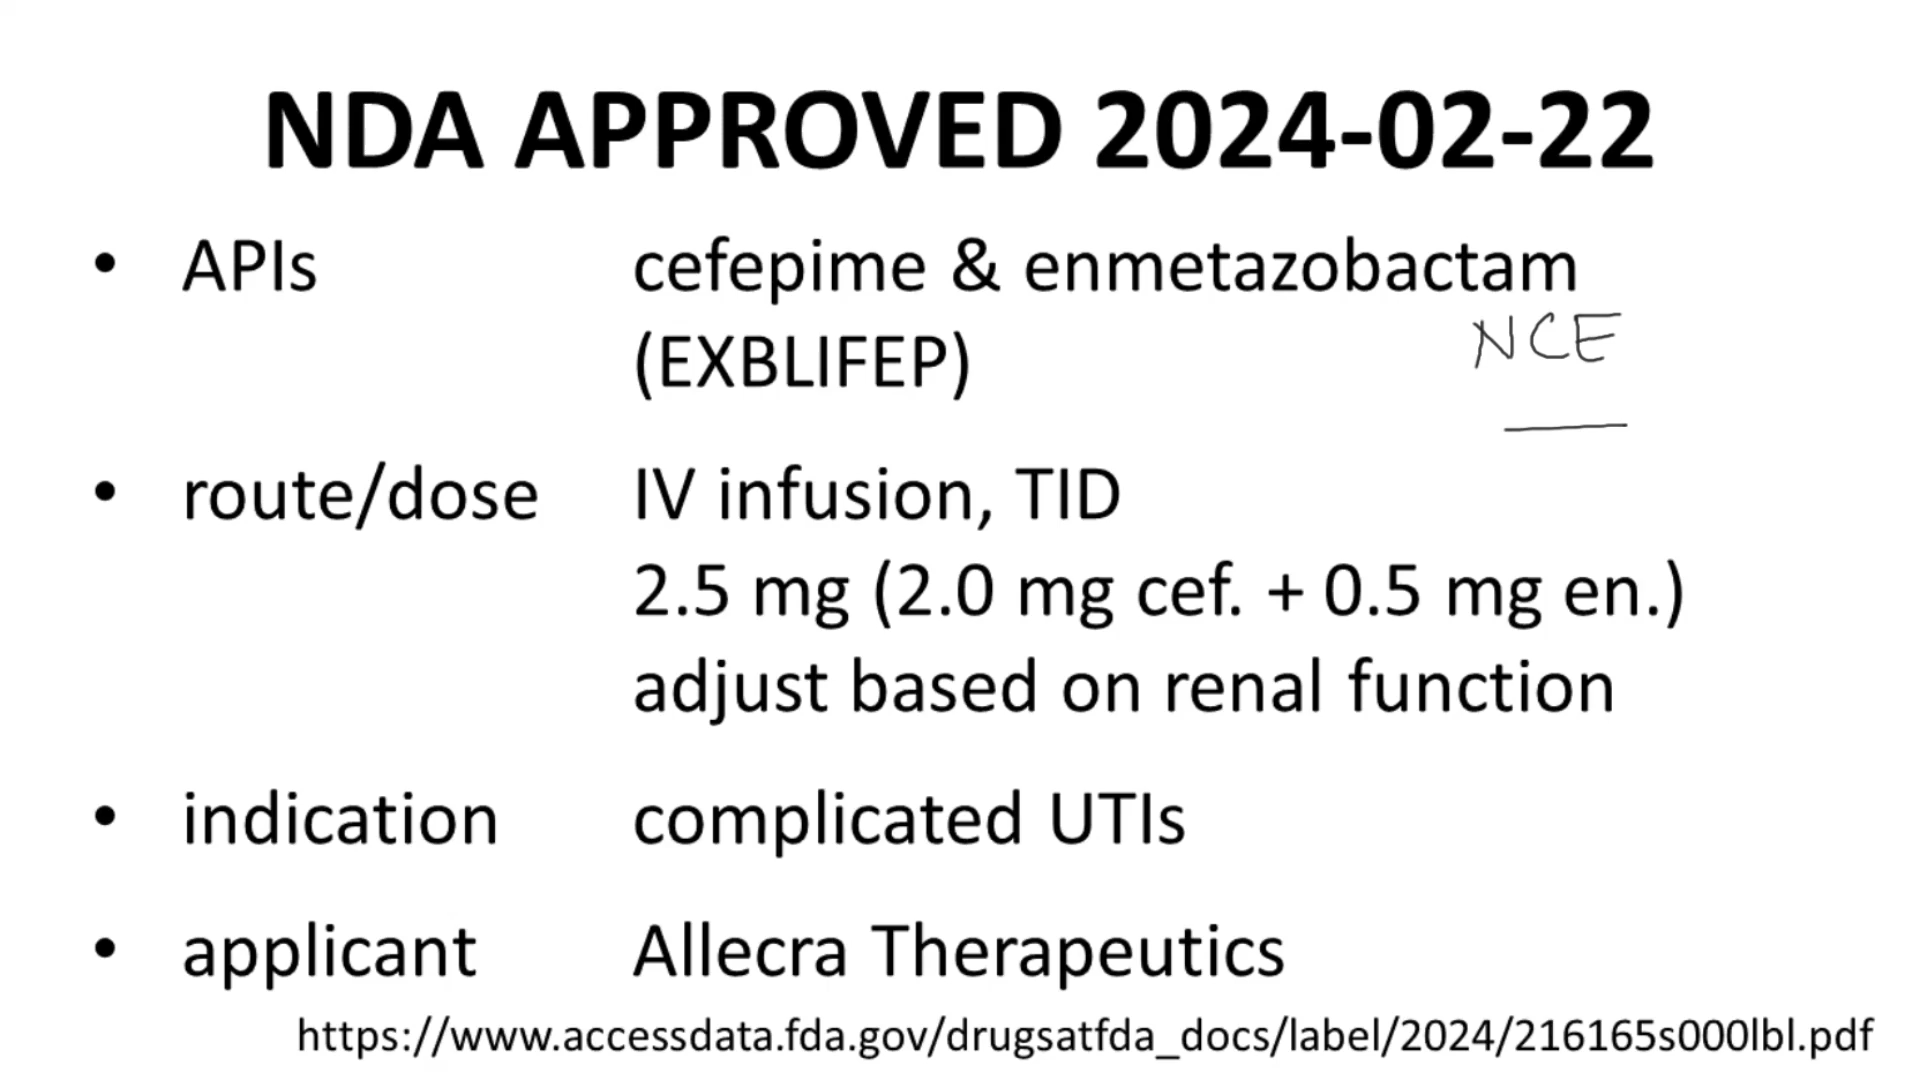 NDA APPROVED 2024-02-22
• APIs cefepime & enmetazobactam
(EXBLIFEP) NCE
• route/dose IV infusion, TID
2.5 mg (2.0 mg cef. + 0.5 mg en.)
adjust based on renal function
• indication complicated UTIs
• applicant Allecra Therapeutics
https://www.accessdata.fda.gov/drugsatfda_docs/label/2024/216165s000lbl.pdf